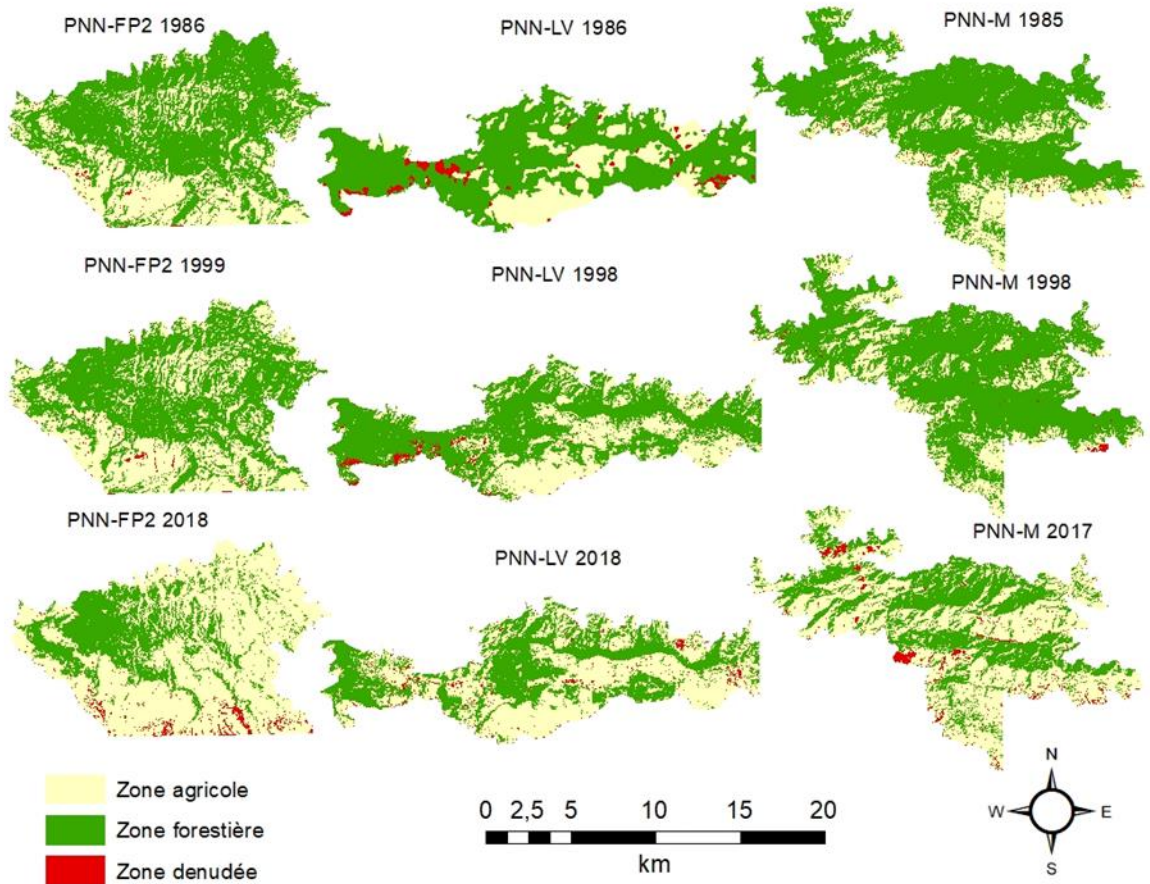 PNN-FP2 1986
PNN-LV 1986
PNN-M 1985
PNN-FP2 1999
PNN-LV 1998
PNN-M 1998
PNN-FP2 2018
PNN-LV 2018
PNN-M 2017
Zone agricole
Zone forestière
Zone denudée
0 2,5 5 10 15 20
km
N
W E
S